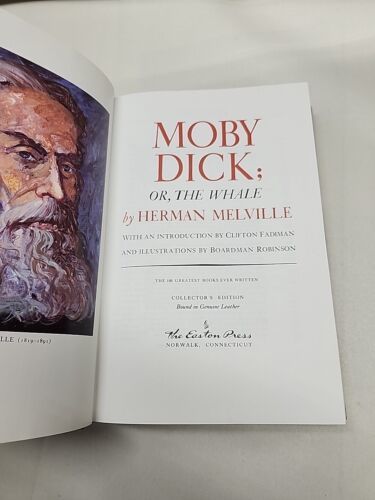 LLE (1819–1891)
MOBY
DICK;
OR, THE WHALE
by HERMAN MELVILLE
WITH AN INTRODUCTION BY CLIFTON FADIMAN
AND ILLUSTRATIONS BY BOARDMAN ROBINSON
THE 100 GREATEST BOOKS EVER WRITTEN
COLLECTOR'S EDITION
Bound in Genuine Leather
The Easton Press
NORWALK, CONNECTICUT